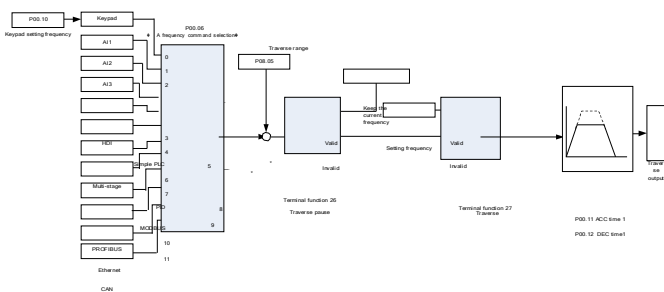 P00.10
Keypad
Keypad setting frequency
P00.06
A frequency command selection
AI1
AI2
AI3
HDI
Simple PLC
Multi-stage
PID
MODBUS
PROFIBUS
Ethernet
CAN
0
1
2
3
4
5
6
7
8
9
10
11
Traverse range
P08.05
Keep the
current
frequency
Valid
Invalid
Terminal function 26
Traverse pause
Setting frequency
Valid
Invalid
Terminal function 27
Traverse
P00.11 ACC time 1
P00.12 DEC time1
Traver
se
output